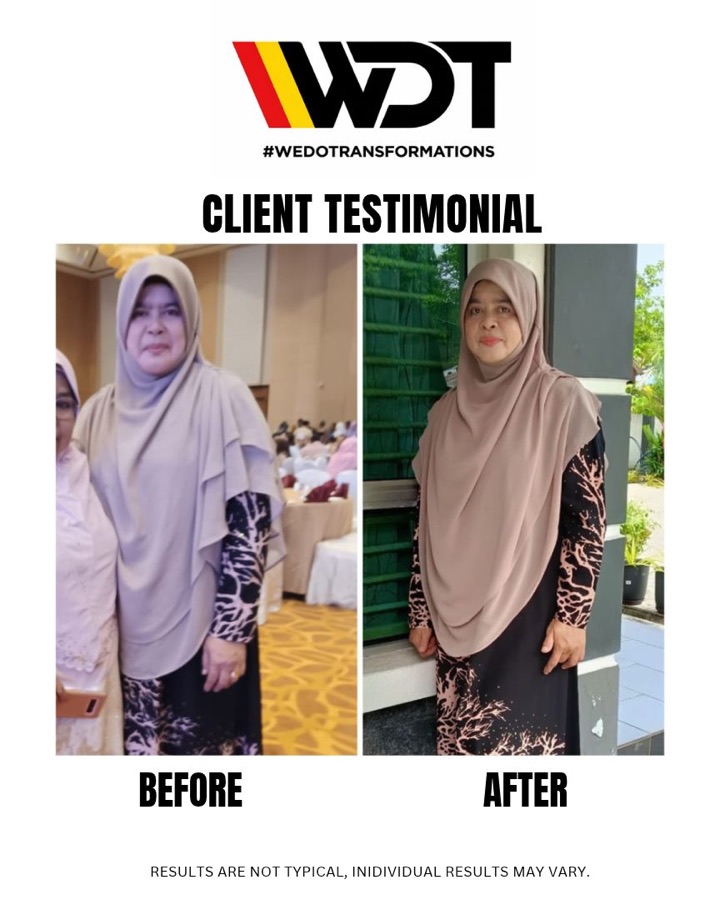 WDT
#WEDOTRANSFORMATIONS
CLIENT TESTIMONIAL
BEFORE AFTER
RESULTS ARE NOT TYPICAL, INIDIVIDUAL RESULTS MAY VARY.